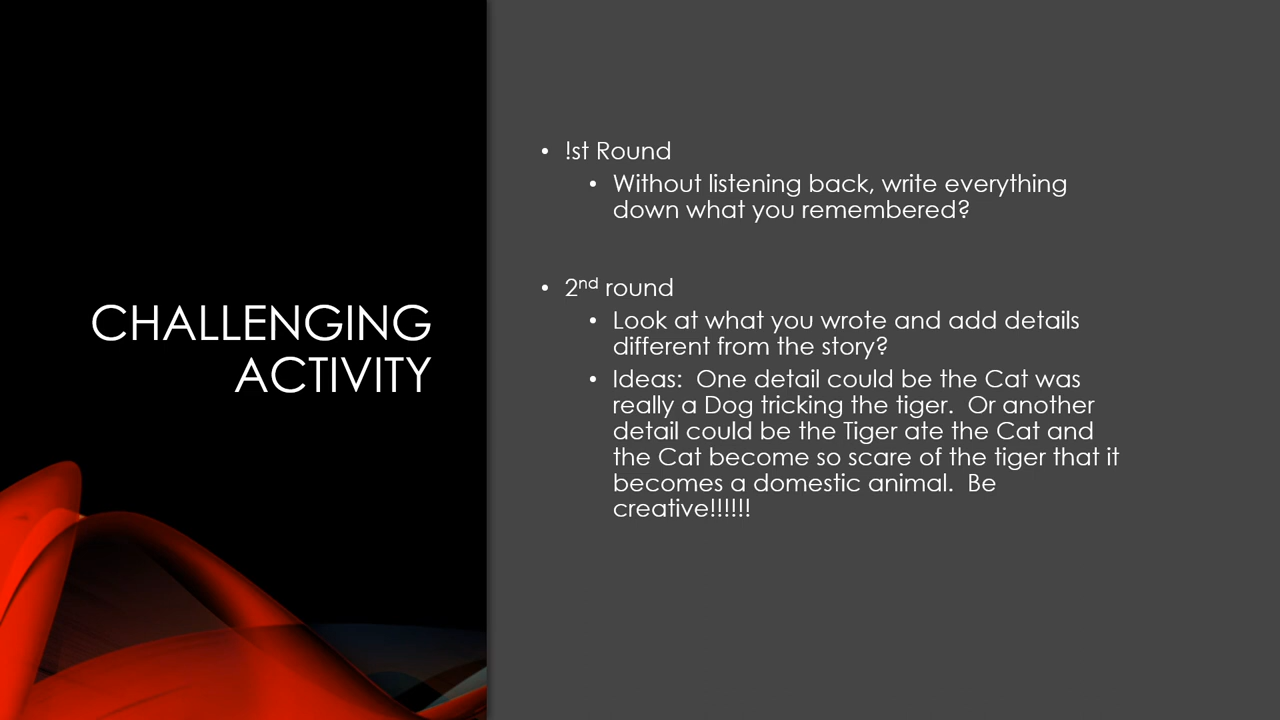 CHALLENGING
ACTIVITY
• !st Round
• Without listening back, write everything
down what you remembered?
• 2nd round
• Look at what you wrote and add details
different from the story?
• Ideas:  One detail could be the Cat was
really a Dog tricking the tiger.  Or another
detail could be the Tiger ate the Cat and
the Cat become so scare of the tiger that it
becomes a domestic animal.  Be
creative!!!!!!